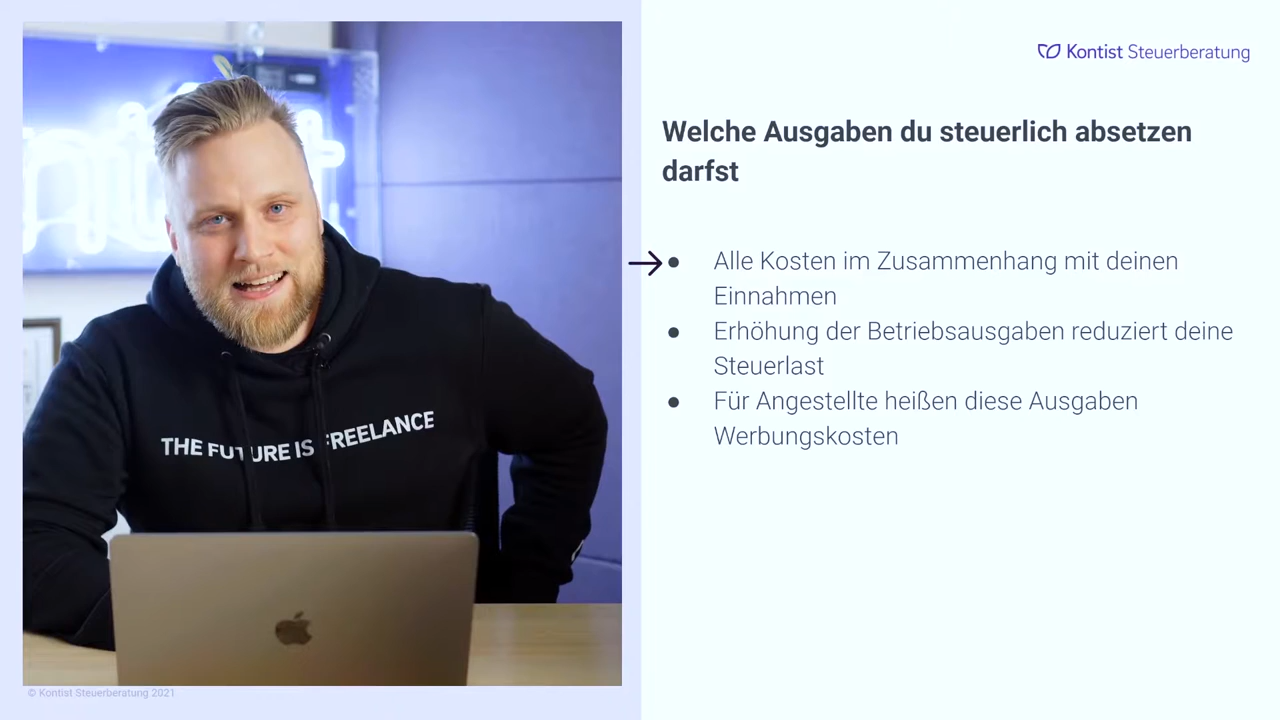 Kontist Steuerberatung
Welche Ausgaben du steuerlich absetzen
darfst
Alle Kosten im Zusammenhang mit deinen
Einnahmen
Erhöhung der Betriebsausgaben reduziert deine
Steuerlast
Für Angestellte heißen diese Ausgaben
Werbungskosten
THE FUTURE IS FREELANCE
© Kontist Steuerberatung 2021